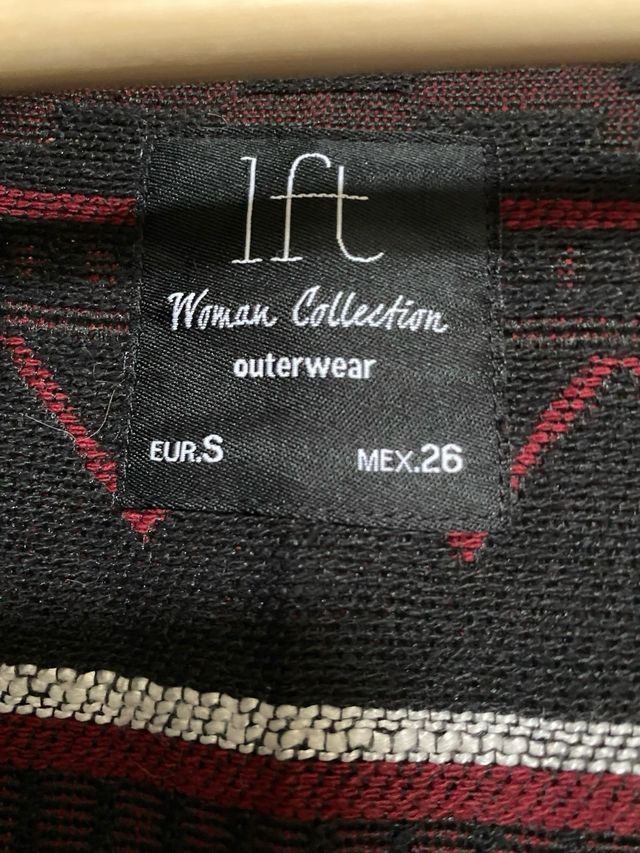 lft
Woman Collection
outerwear
EUR.S MEX.26